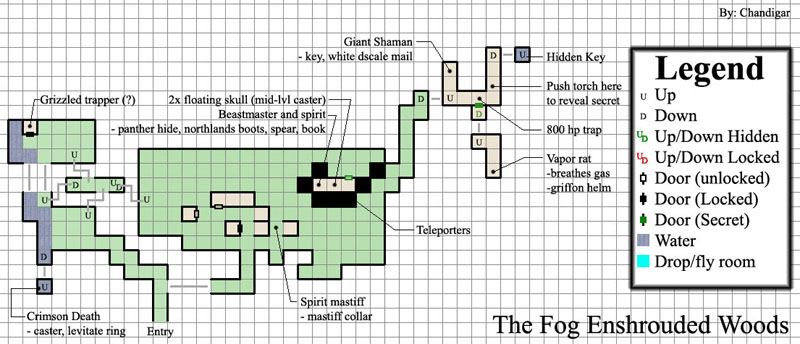 By: Chandigar
Giant Shaman
- key, white dscale mail
D
U
Hidden Key
Legend
U Up
D Down
U/D Up/Down Hidden
U/D Up/Down Locked
Door (unlocked)
Door (Locked)
Door (Secret)
Water
Drop/fly room
Push torch here
to reveal secret
800 hp trap
Vapor rat
-breathes gas
- griffon helm
D
U
D
U
Grizzled trapper (?)
2x floating skull (mid-lvl caster)
Beastmaster and spirit
- panther hide, northlands boots, spear, book
U
D
U
D
U
U
U
D
U
Teleporters
Spirit mastiff
- mastiff collar
Crimson Death
- caster, levitate ring
Entry
The Fog Enshrouded Woods